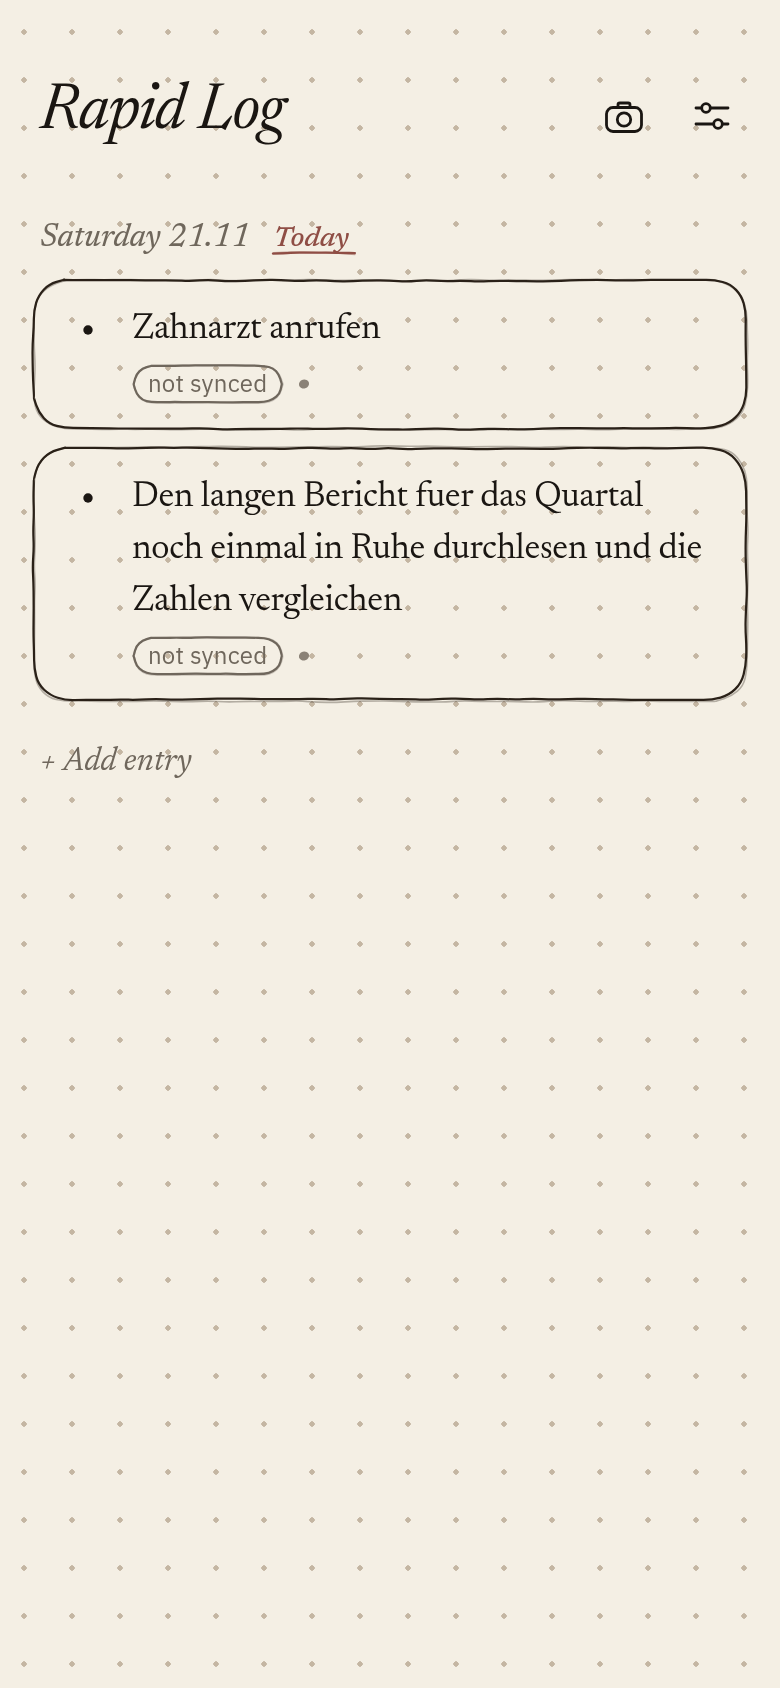 Rapid Log
Saturday 21.11 Today
• Zahnarzt anrufen
not synced
• Den langen Bericht fuer das Quartal
noch einmal in Ruhe durchlesen und die
Zahlen vergleichen
not synced
+ Add entry